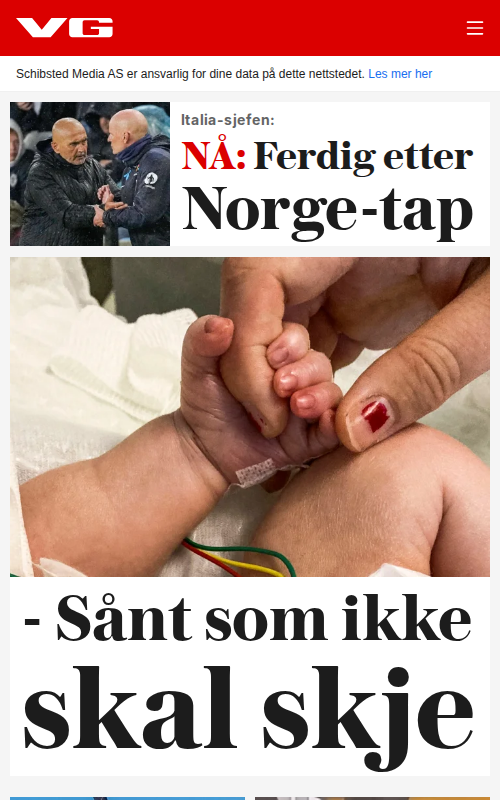 VG
Schibsted Media AS er ansvarlig for dine data på dette nettstedet. Les mer her
Italia-sjefen:
NÅ: Ferdig etter
Norge-tap
- Sånt som ikke
skal skje